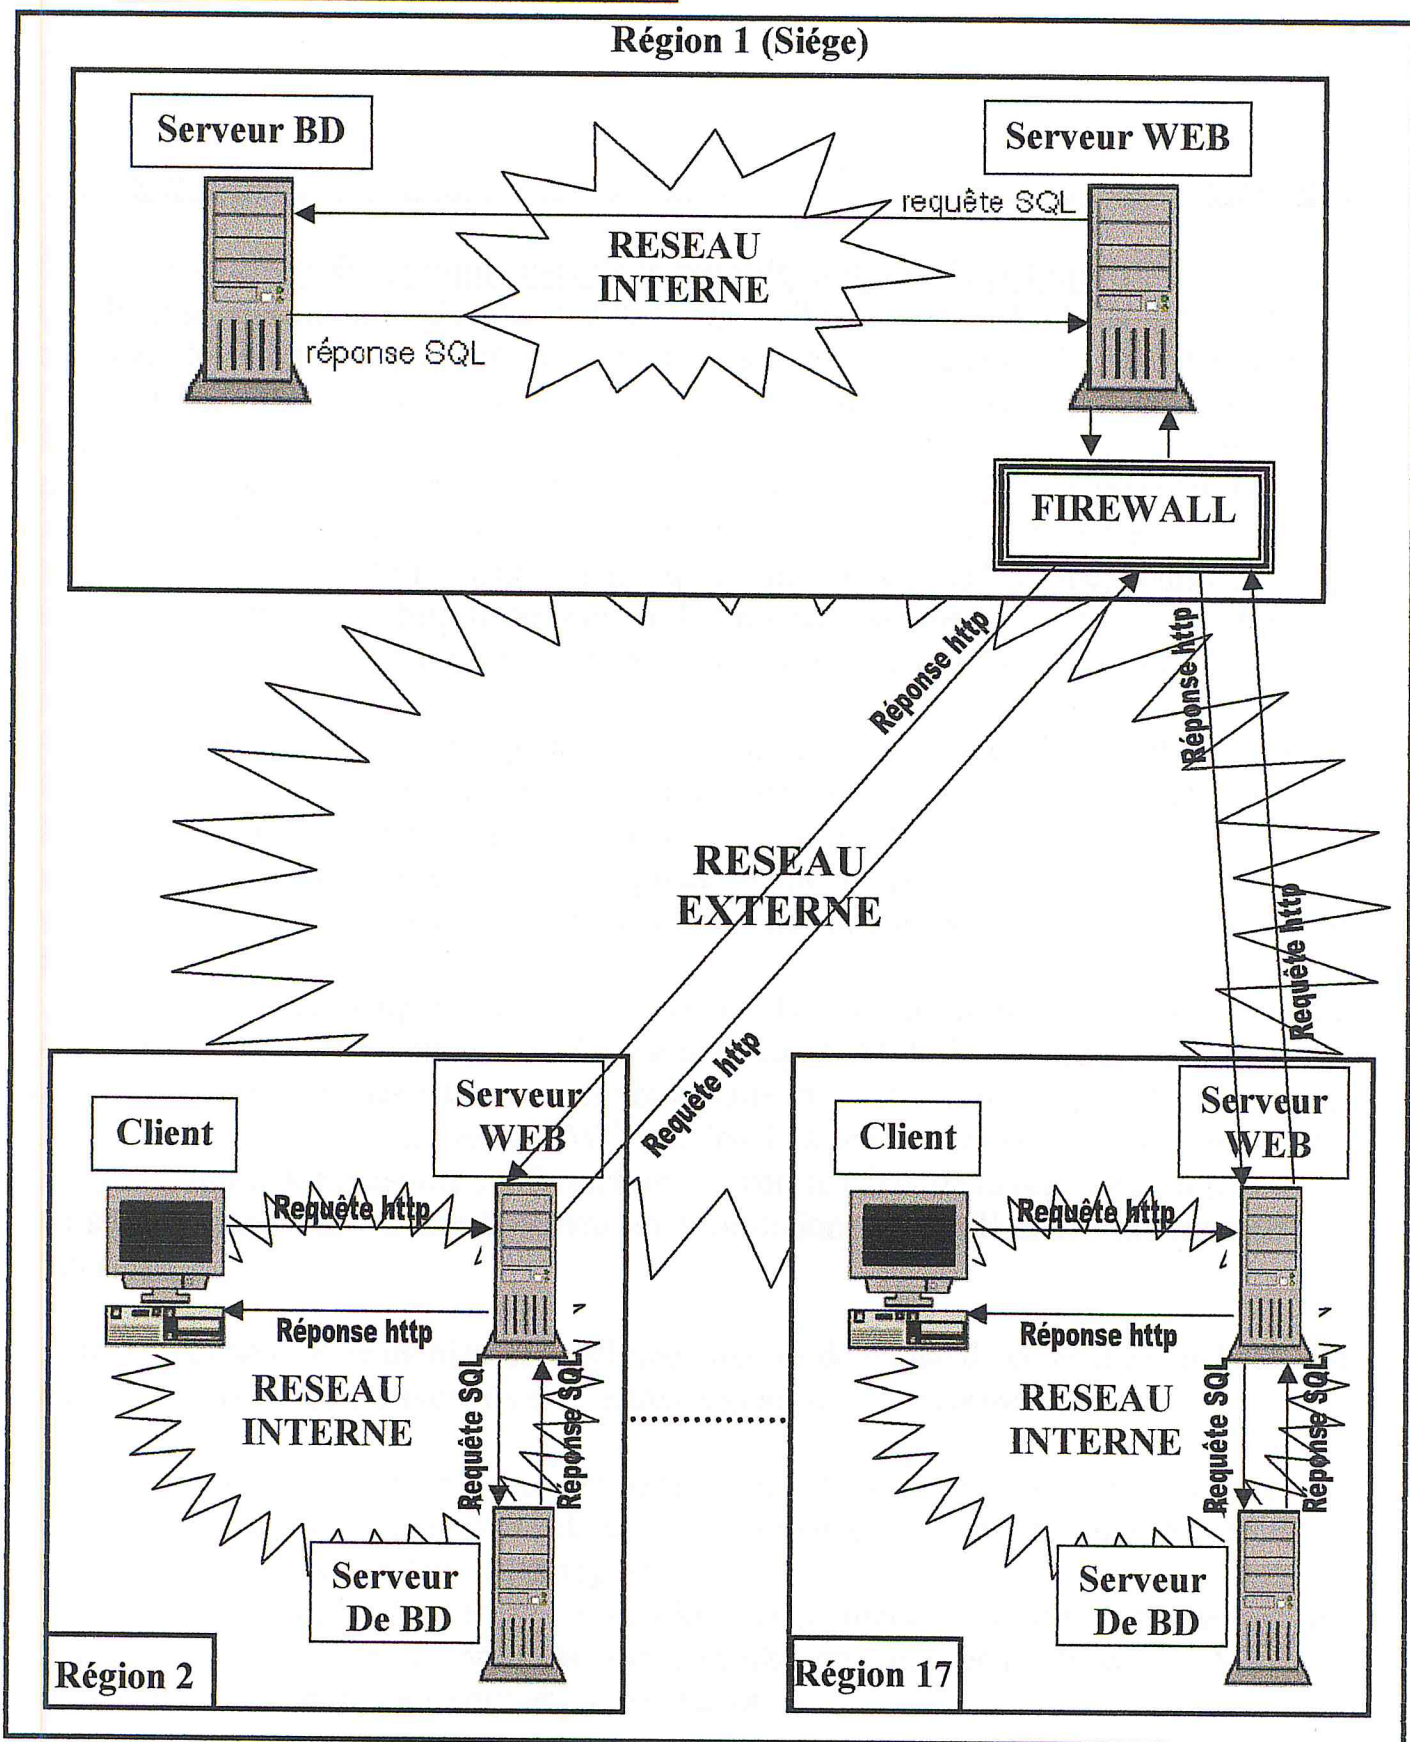 Région 1 (Siége)
Serveur BD
Serveur WEB
requête SQL
RESEAU
INTERNE
réponse SQL
FIREWALL
Réponse http
Réponse http
RESEAU
EXTERNE
Requête http
Requête http
Client
Serveur
WEB
Requête http
Réponse http
RESEAU
INTERNE
Requête SQL
Réponse SQL
Serveur
De BD
Région 2
Client
Serveur
WEB
Requête http
Réponse http
RESEAU
INTERNE
Requête SQL
Réponse SQL
Serveur
De BD
Région 17